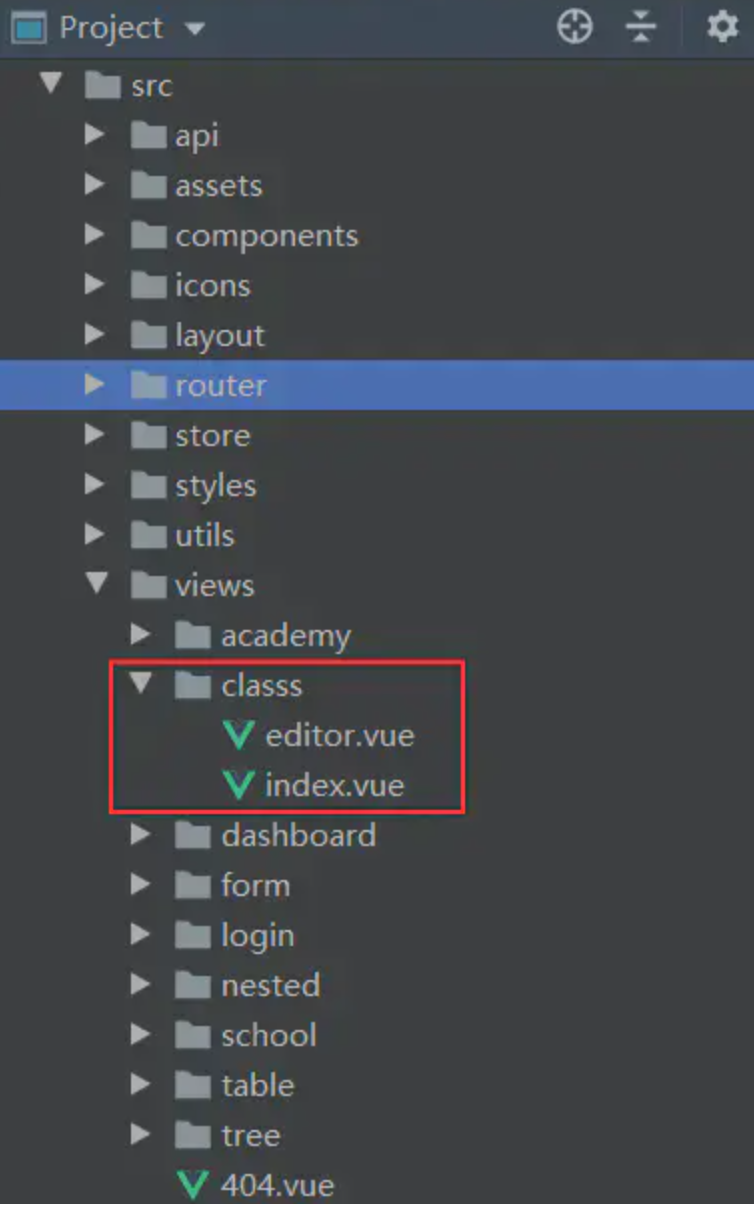 Project
src
api
assets
components
icons
layout
router
store
styles
utils
views
academy
classs
editor.vue
index.vue
dashboard
form
login
nested
school
table
tree
404.vue